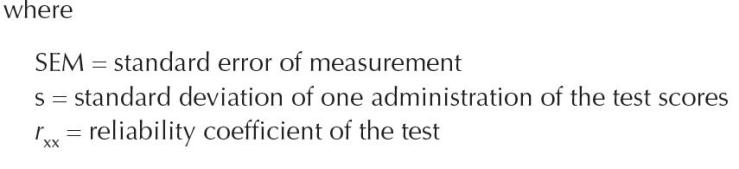 where
SEM = standard error of measurement
s = standard deviation of one administration of the test scores
rxx = reliability coefficient of the test